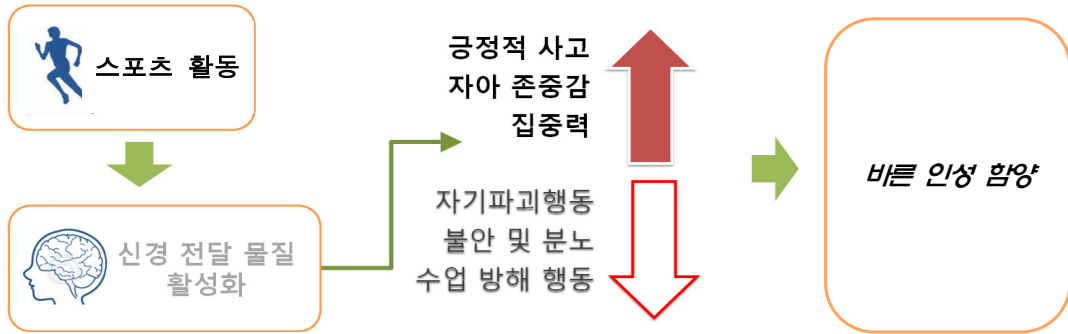 스포츠 활동
신경 전달 물질
활성화
긍정적 사고
자아 존중감
집중력
자기파괴행동
불안 및 분노
수업 방해 행동
바른 인성 함양